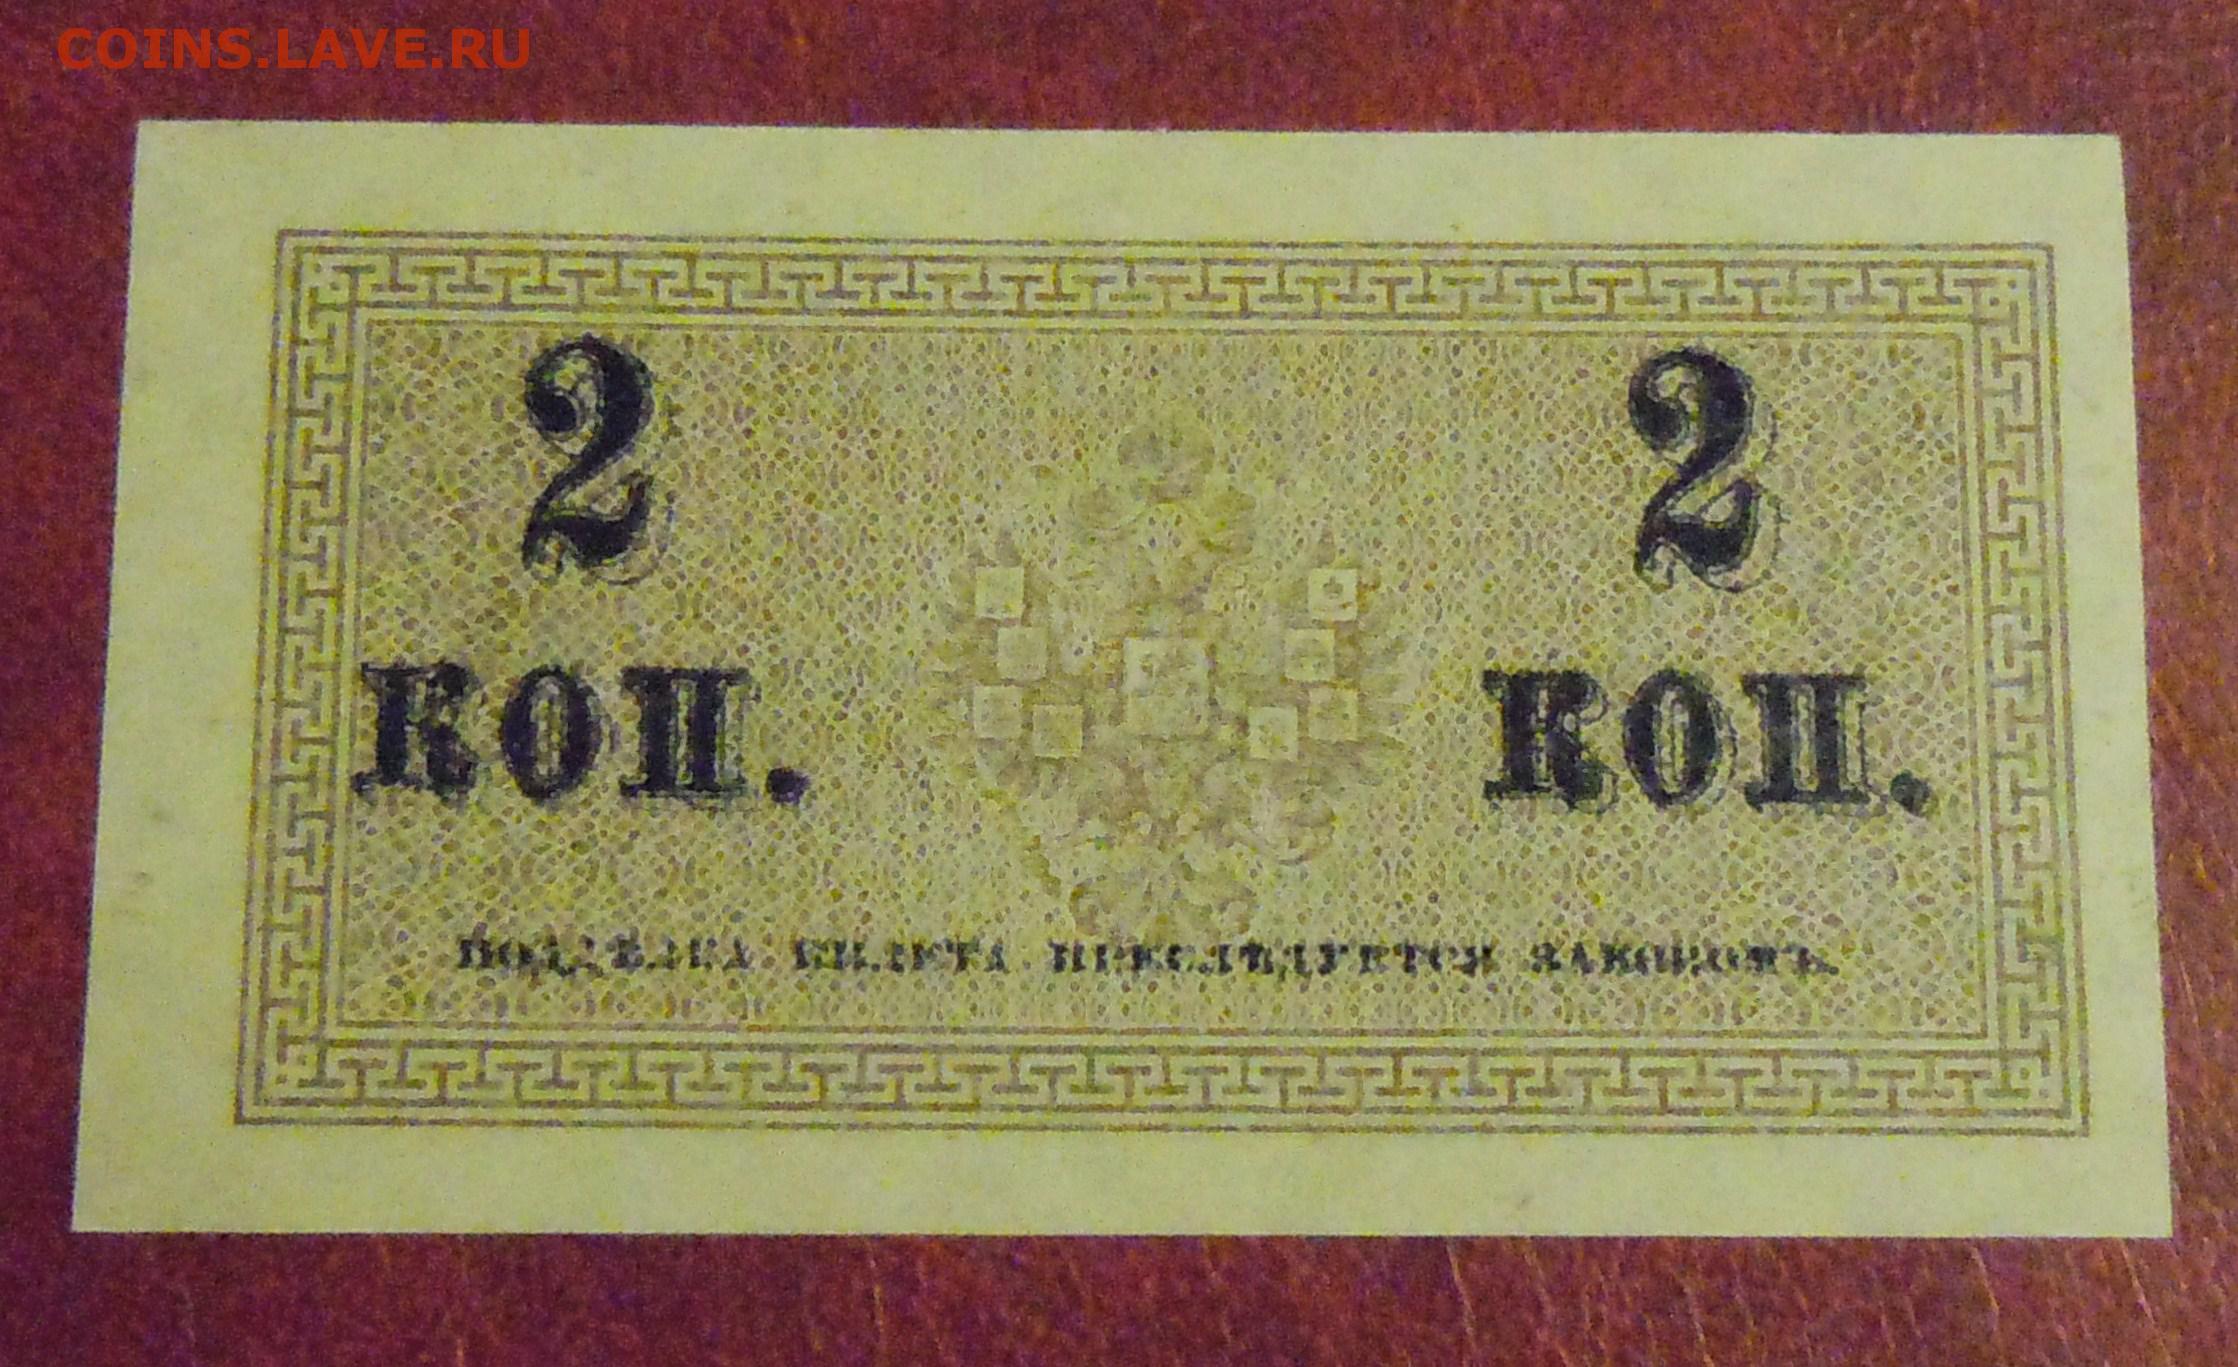 COINS.LAVE.RU
2 2
КОП. КОП.
ПОДДѢЛКА БИЛЕТА ПРЕСЛѢДУЕТСЯ ЗАКОНОМЪ.